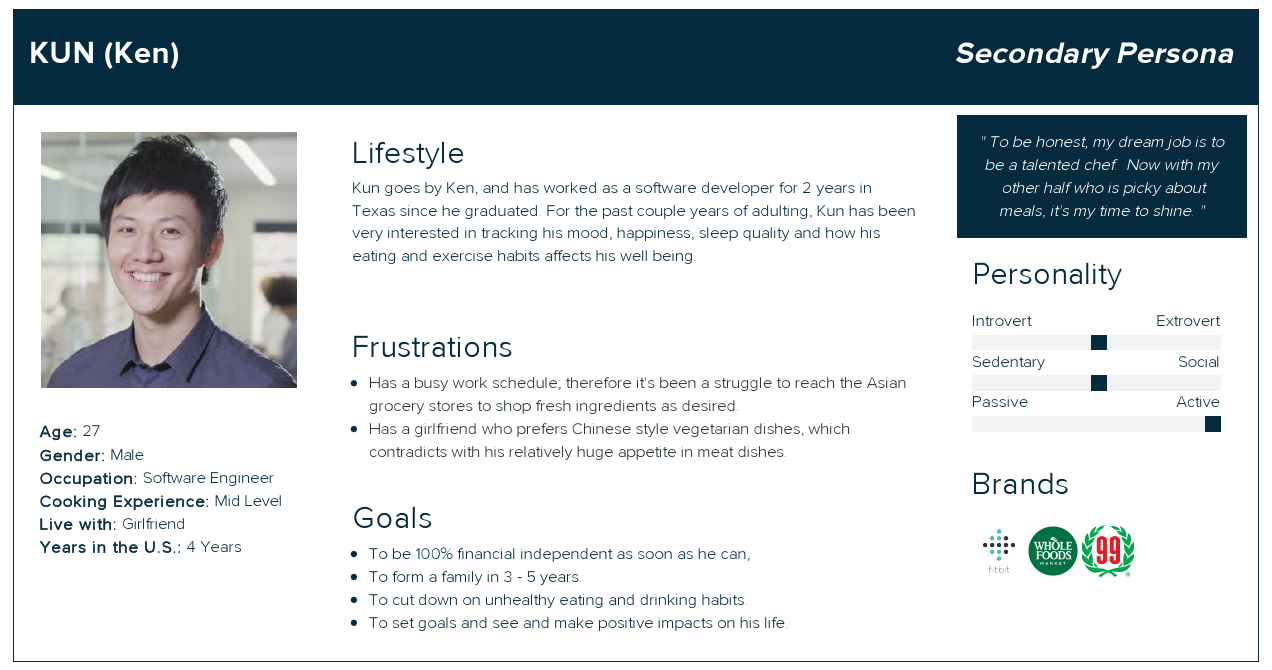 KUN (Ken)
Secondary Persona
Age: 27
Gender: Male
Occupation: Software Engineer
Cooking Experience: Mid Level
Live with: Girlfriend
Years in the U.S.: 4 Years
Lifestyle
Kun goes by Ken, and has worked as a software developer for 2 years in
Texas since he graduated. For the past couple years of adulting, Kun has been
very interested in tracking his mood, happiness, sleep quality and how his
eating and exercise habits affects his well being.
Frustrations
• Has a busy work schedule, therefore it's been a struggle to reach the Asian
grocery stores to shop fresh ingredients as desired.
• Has a girlfriend who prefers Chinese style vegetarian dishes, which
contradicts with his relatively huge appetite in meat dishes.
Goals
• To be 100% financial independent as soon as he can,
• To form a family in 3 - 5 years.
• To cut down on unhealthy eating and drinking habits.
• To set goals and see and make positive impacts on his life.
" To be honest, my dream job is to
be a talented chef. Now with my
other half who is picky about
meals, it's my time to shine. "
Personality
Introvert Extrovert
Sedentary Social
Passive Active
Brands
fitbit
WHOLE
FOODS
MARKET
99
®